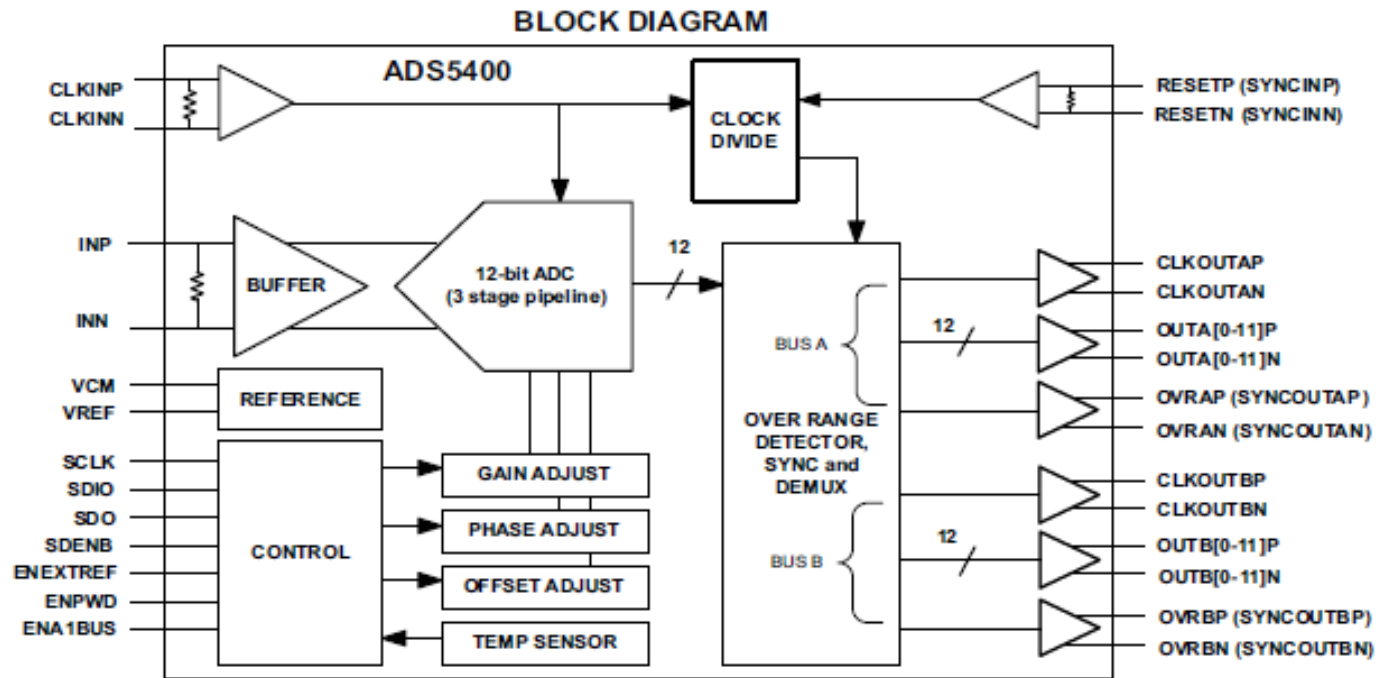 BLOCK DIAGRAM
ADS5400
CLKINP
CLKINN
CLOCK
DIVIDE
RESETP (SYNCINP)
RESETN (SYNCINN)
INP
INN
BUFFER
12-bit ADC
(3 stage pipeline)
12
VCM
VREF
REFERENCE
SCLK
SDIO
SDO
SDENB
ENEXTREF
ENPWD
ENA1BUS
CONTROL
GAIN ADJUST
PHASE ADJUST
OFFSET ADJUST
TEMP SENSOR
BUS A
OVER RANGE
DETECTOR,
SYNC and
DEMUX
BUS B
12
12
CLKOUTAP
CLKOUTAN
OUTA[0-11]P
OUTA[0-11]N
OVRAP (SYNCOUTAP)
OVRAN (SYNCOUTAN)
CLKOUTBP
CLKOUTBN
OUTB[0-11]P
OUTB[0-11]N
OVRBP (SYNCOUTBP)
OVRBN (SYNCOUTBN)